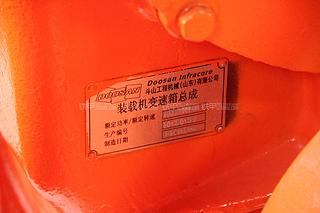 DOOSAN
Doosan Infracore
斗山工程机械(山东)有限公司
装载机变速箱总成
额定功率/额定转速
生产编号
制造日期